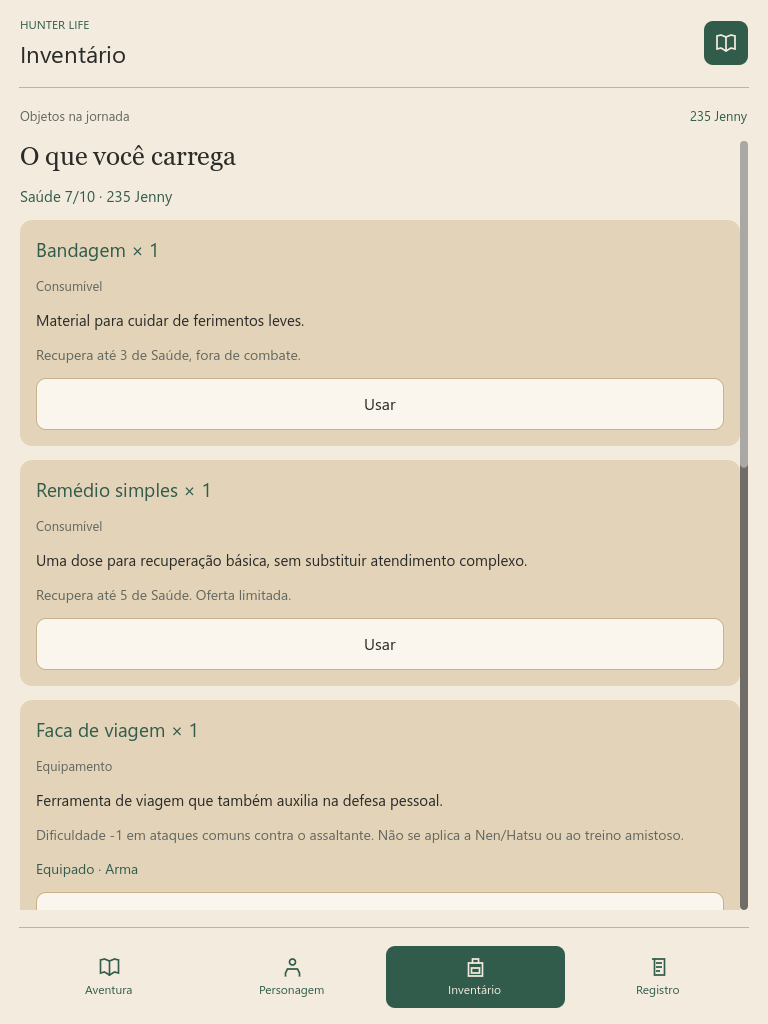 HUNTER LIFE
Inventário
Objetos na jornada
235 Jenny
O que você carrega
Saúde 7/10 · 235 Jenny
Bandagem × 1
Consumível
Material para cuidar de ferimentos leves.
Recupera até 3 de Saúde, fora de combate.
Usar
Remédio simples × 1
Consumível
Uma dose para recuperação básica, sem substituir atendimento complexo.
Recupera até 5 de Saúde. Oferta limitada.
Usar
Faca de viagem × 1
Equipamento
Ferramenta de viagem que também auxilia na defesa pessoal.
Dificuldade -1 em ataques comuns contra o assaltante. Não se aplica a Nen/Hatsu ou ao treino amistoso.
Equipado · Arma
Aventura
Personagem
Inventário
Registro